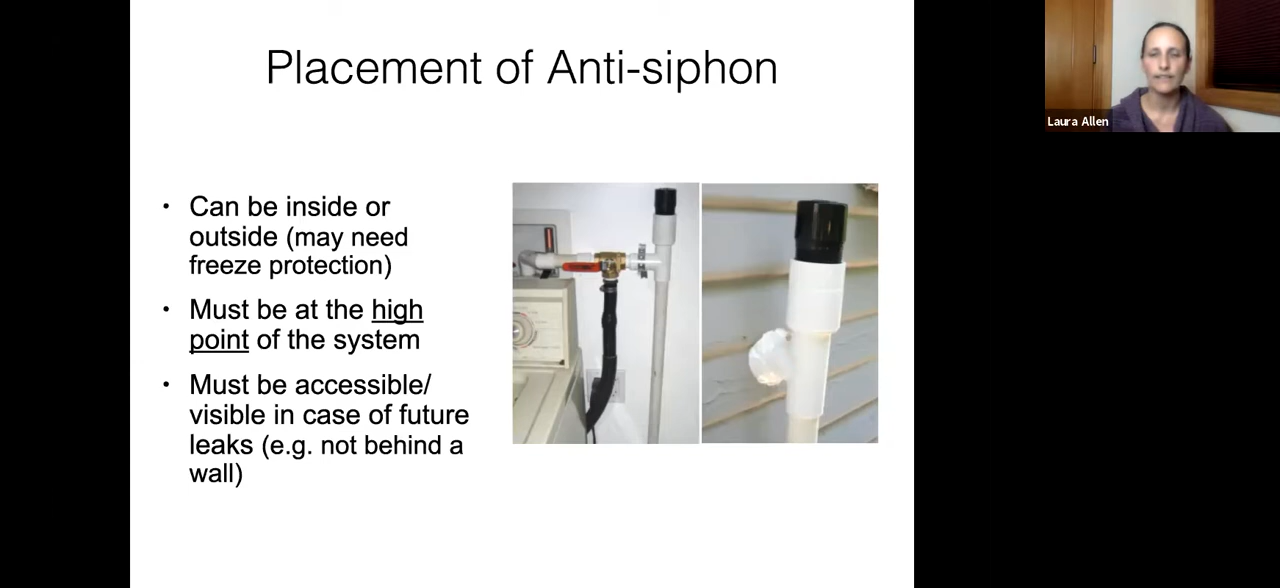 Placement of Anti-siphon
Laura Allen
• Can be inside or
outside (may need
freeze protection)
• Must be at the high
point of the system
• Must be accessible/
visible in case of future
leaks (e.g. not behind a
wall)